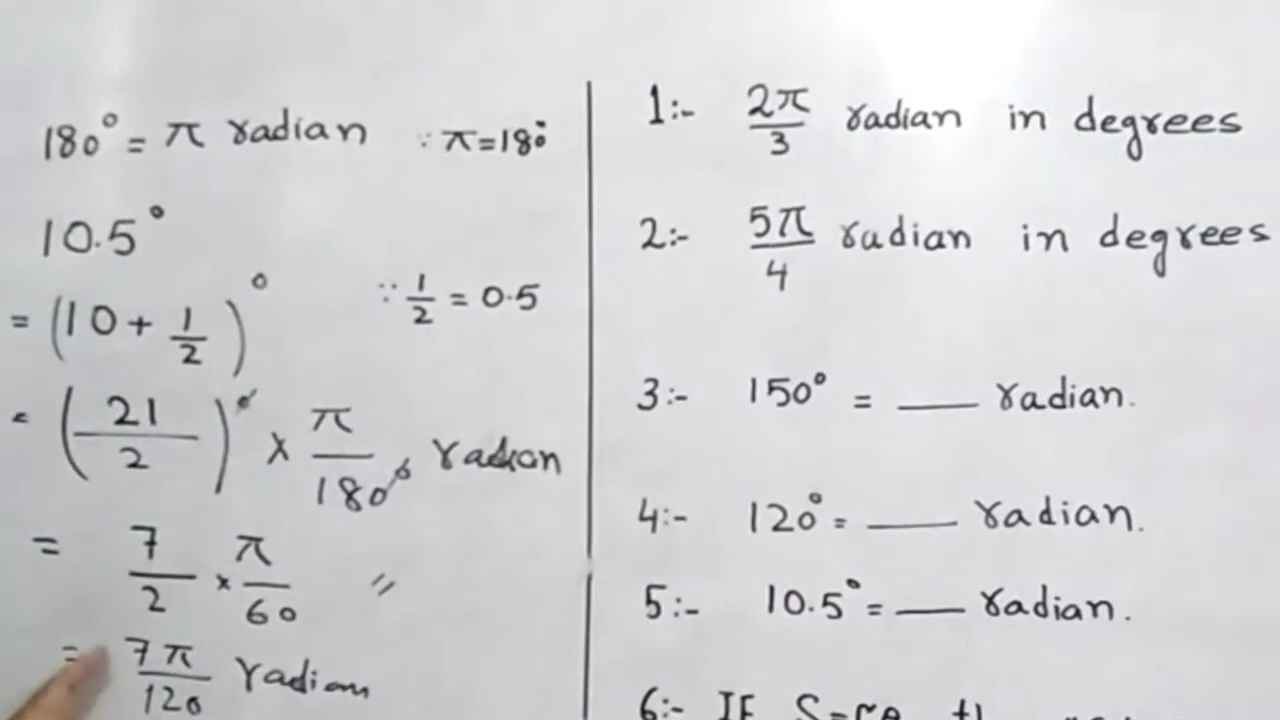 180° = π radian ∵ π = 180°
10.5°
= (10 + 1/2)° ∵ 1/2 = 0.5
= (21/2)° × π/180° radian
= 7/2 × π/60 〃
= 7π/120 radian
1:- 2π/3 radian in degrees
2:- 5π/4 radian in degrees
3:- 150° = ___ radian.
4:- 120° = ___ radian.
5:- 10.5° = ___ radian.
6:- IF